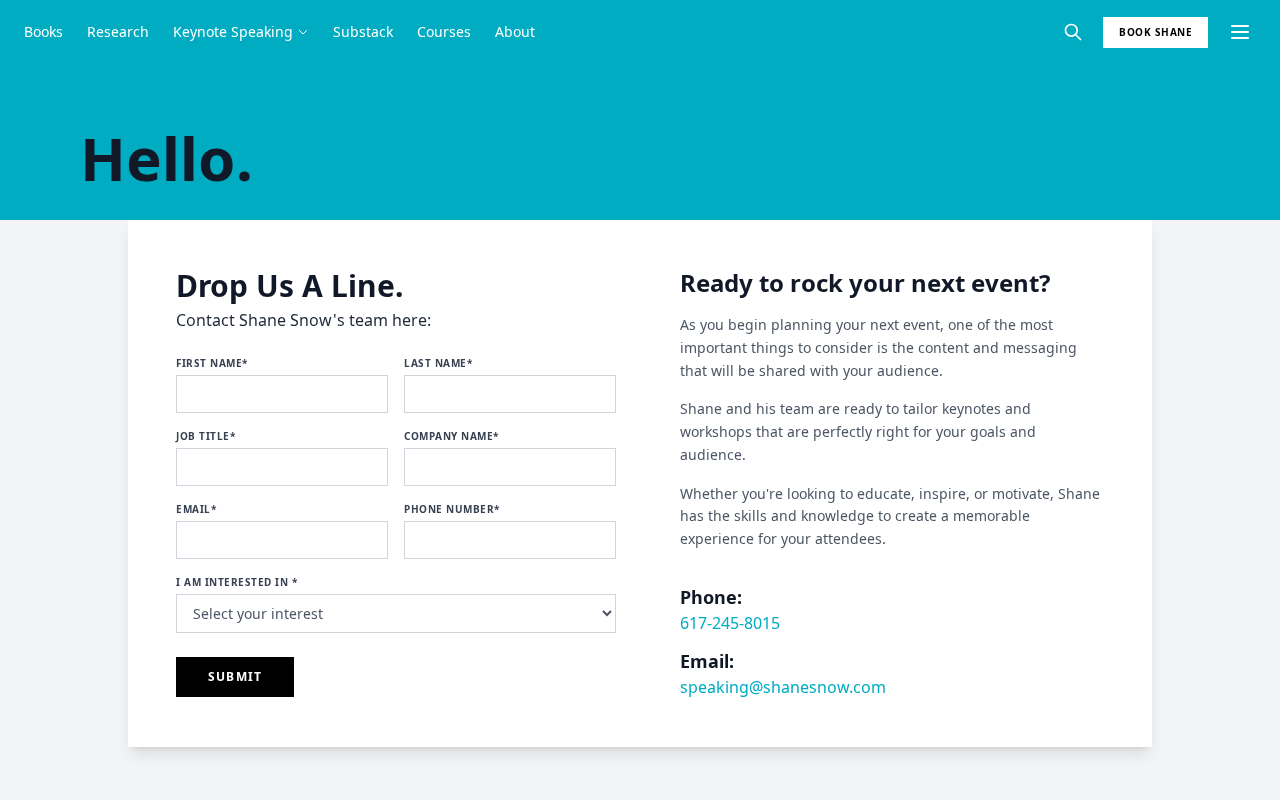 Books Research Keynote Speaking Substack Courses About BOOK SHANE
Hello.
Drop Us A Line.
Contact Shane Snow's team here:
FIRST NAME* LAST NAME*
JOB TITLE* COMPANY NAME*
EMAIL* PHONE NUMBER*
I AM INTERESTED IN *
Select your interest
SUBMIT
Ready to rock your next event?
As you begin planning your next event, one of the most
important things to consider is the content and messaging
that will be shared with your audience.
Shane and his team are ready to tailor keynotes and
workshops that are perfectly right for your goals and
audience.
Whether you're looking to educate, inspire, or motivate, Shane
has the skills and knowledge to create a memorable
experience for your attendees.
Phone:
617-245-8015
Email:
speaking@shanesnow.com